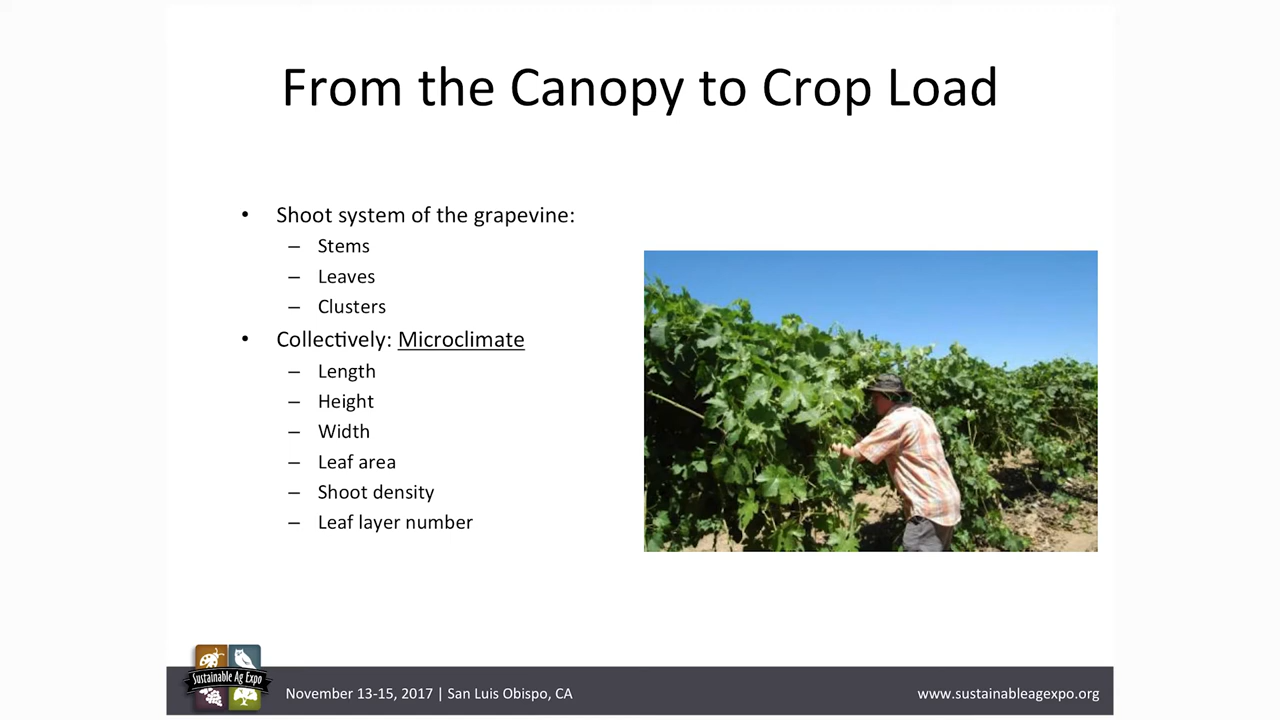 From the Canopy to Crop Load
• Shoot system of the grapevine:
– Stems
– Leaves
– Clusters
• Collectively: Microclimate
– Length
– Height
– Width
– Leaf area
– Shoot density
– Leaf layer number
Sustainable Ag Expo
November 13-15, 2017 | San Luis Obispo, CA
www.sustainableagexpo.org